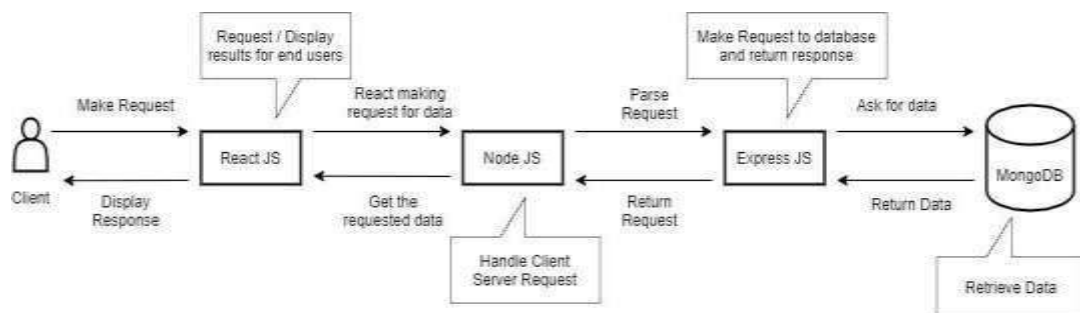 Request / Display
results for end users
Make Request to database
and return response
Make Request
React making
request for data
Parse
Request
Ask for data
React JS
Node JS
Express JS
MongoDB
Client
Display
Response
Get the
requested data
Return
Request
Return Data
Handle Client
Server Request
Retrieve Data